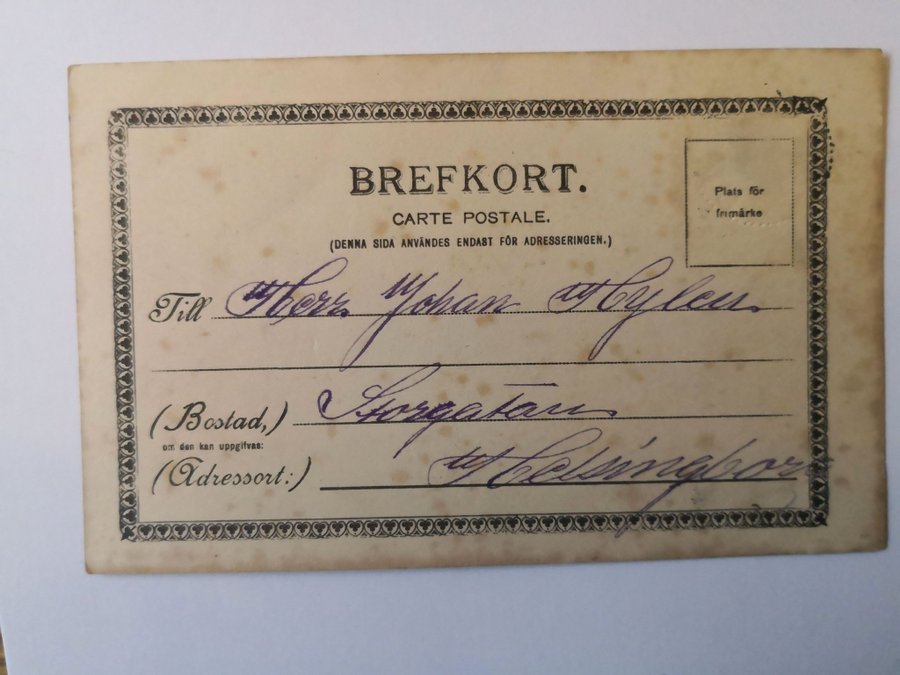 BREFKORT.
CARTE POSTALE.
(DENNA SIDA ANVÄNDES ENDAST FÖR ADRESSERINGEN.)
Plats för
frimärke
Till Herr Johan Hylen
(Bostad,) Storgatan
om den kan uppgifvas:
(Adressort:) Helsingborg